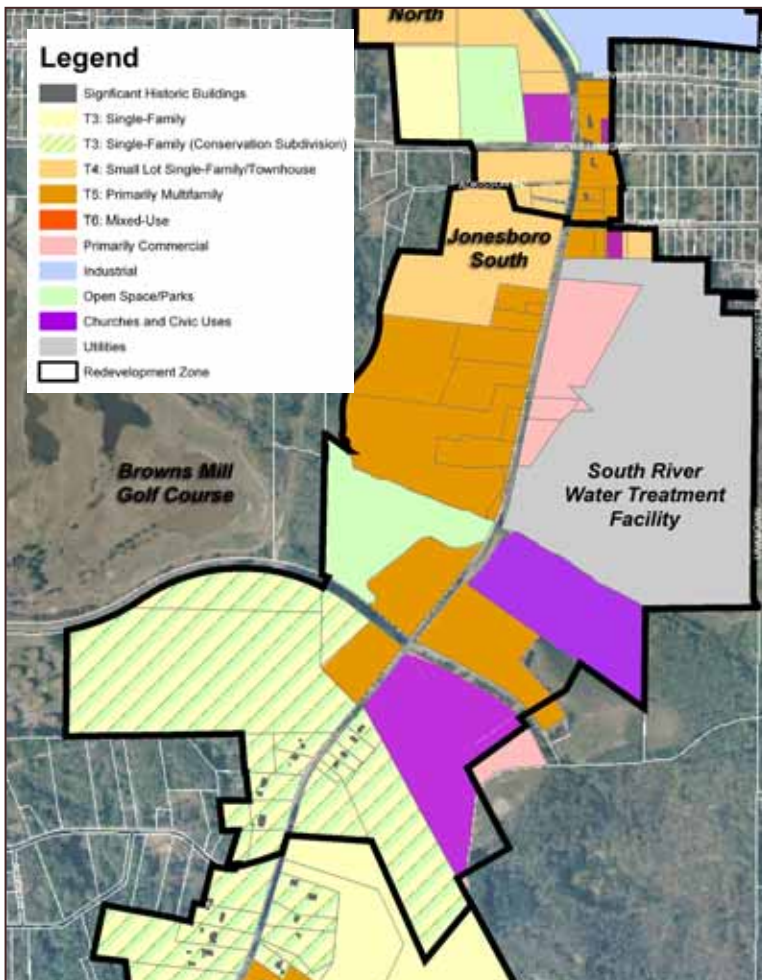 North
Legend
Signficant Historic Buildings
T3: Single-Family
T3: Single-Family (Conservation Subdivision)
T4: Small Lot Single-Family/Townhouse
T5: Primarily Multifamily
T6: Mixed-Use
Primarily Commercial
Industrial
Open Space/Parks
Churches and Civic Uses
Utilities
Redevelopment Zone
Jonesboro
South
Browns Mill
Golf Course
South River
Water Treatment
Facility